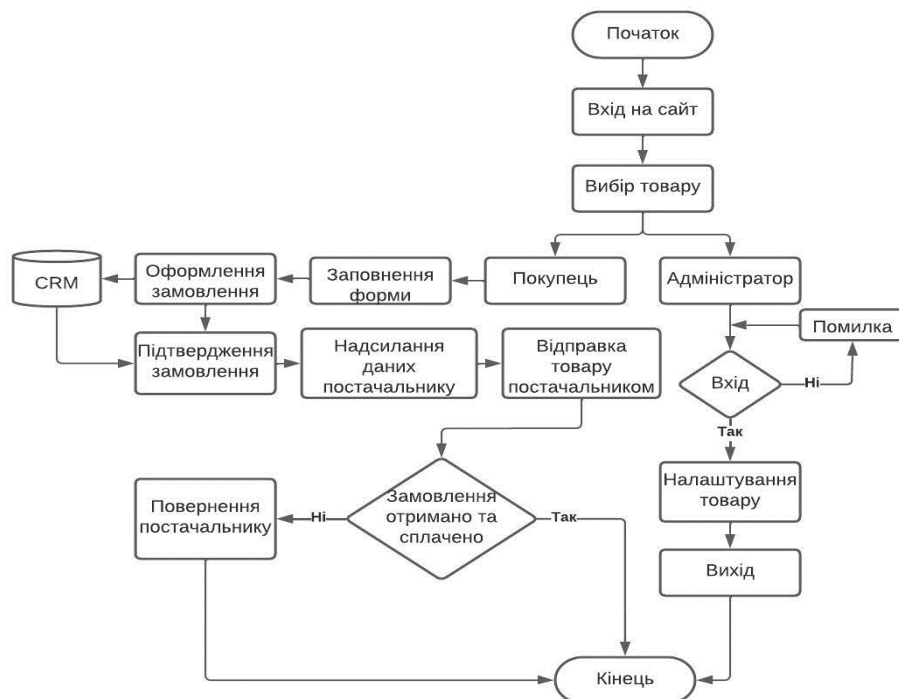 Початок
Вхід на сайт
Вибір товару
CRM
Оформлення
замовлення
Заповнення
форми
Покупець
Адміністратор
Помилка
Підтвердження
замовлення
Надсилання
даних
постачальнику
Відправка
товару
постачальником
Вхід
Ні
Так
Повернення
постачальнику
Ні
Замовлення
отримано та
сплачено
Так
Налаштування
товару
Вихід
Кінець